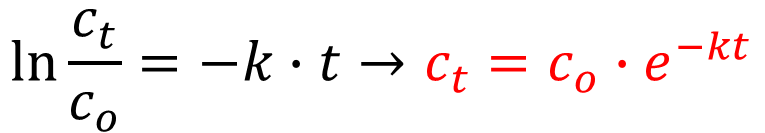 ln c_t/c_o = −k · t → c_t = c_o · e^{−kt}